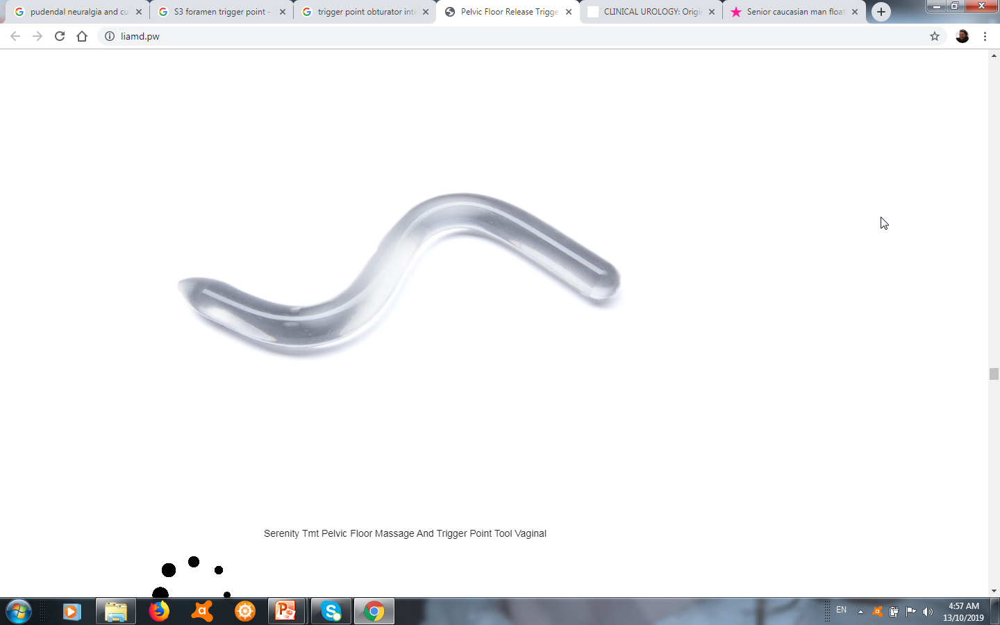 pudendal neuralgia and cu
S3 foramen trigger point -
trigger point obturator inte
Pelvic Floor Release Trigge
CLINICAL UROLOGY: Origi
Senior caucasian man float
liamd.pw
Serenity Tmt Pelvic Floor Massage And Trigger Point Tool Vaginal
EN
4:57 AM
13/10/2019